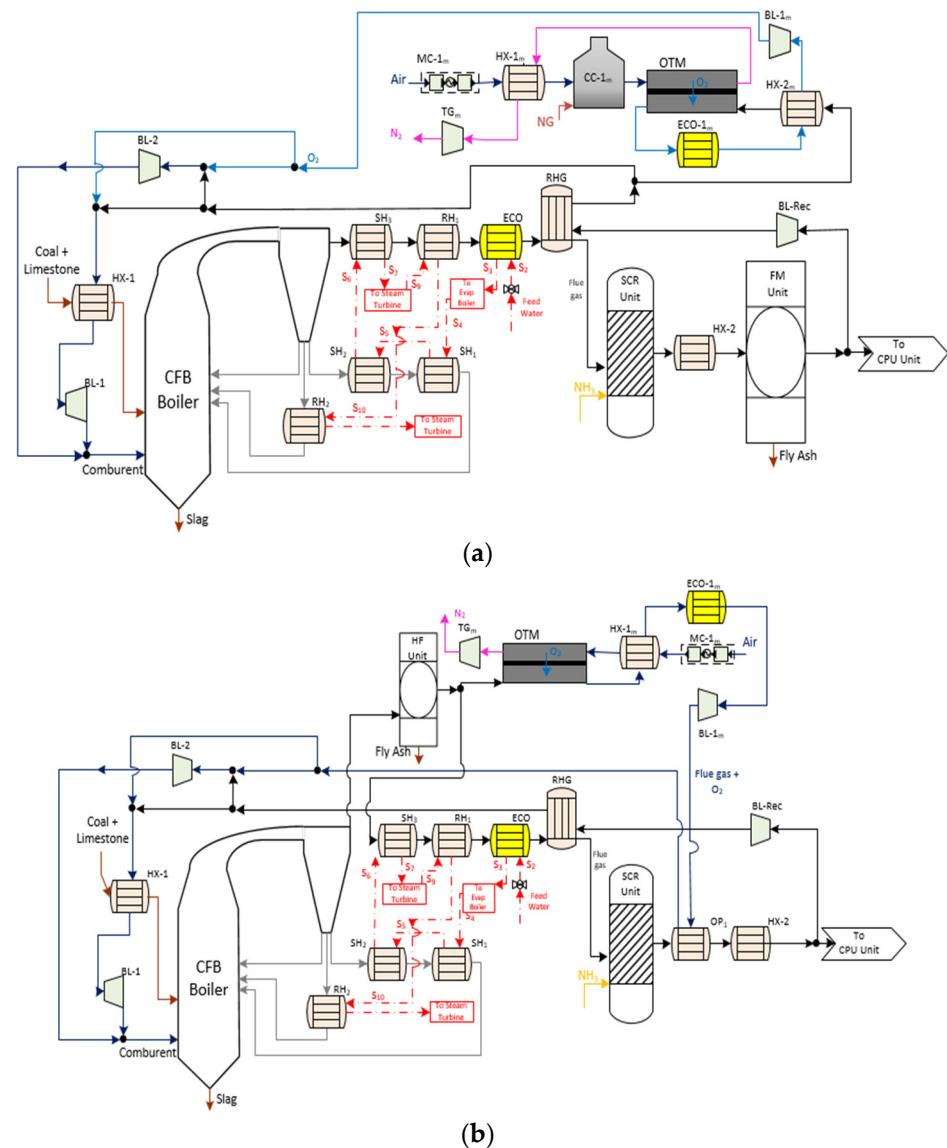 BL-1m
MC-1m
HX-1m
OTM
Air
CC-1m
O2
HX-2m
TGm
NG
ECO-1m
N2
BL-2
O2
RHG
SH3
RH1
ECO
BL-Rec
Coal +
Limestone
HX-1
S6
S7
S9
S3
S2
To Steam
Turbine
To
Evap
Boiler
Feed
Water
Flue
gas
SCR
Unit
FM
Unit
S5
S4
HX-2
To
CPU Unit
SH2
SH1
CFB
Boiler
RH2
S10
To Steam
Turbine
NH3
BL-1
Comburent
Fly Ash
Slag
(a)
ECO-1m
N2
TGm
OTM
HX-1m
MC-1m
Air
HF
Unit
O2
BL-1m
Fly Ash
BL-2
Flue gas +
O2
RHG
SH3
RH1
ECO
BL-Rec
Coal +
Limestone
HX-1
S6
S7
S9
S3
S2
To Steam
Turbine
To
Evap
Boiler
Feed
Water
Flue
gas
SCR
Unit
S5
S4
OP1
HX-2
To
CPU Unit
SH2
SH1
CFB
Boiler
RH2
S10
To Steam
Turbine
NH3
BL-1
Comburent
Slag
(b)